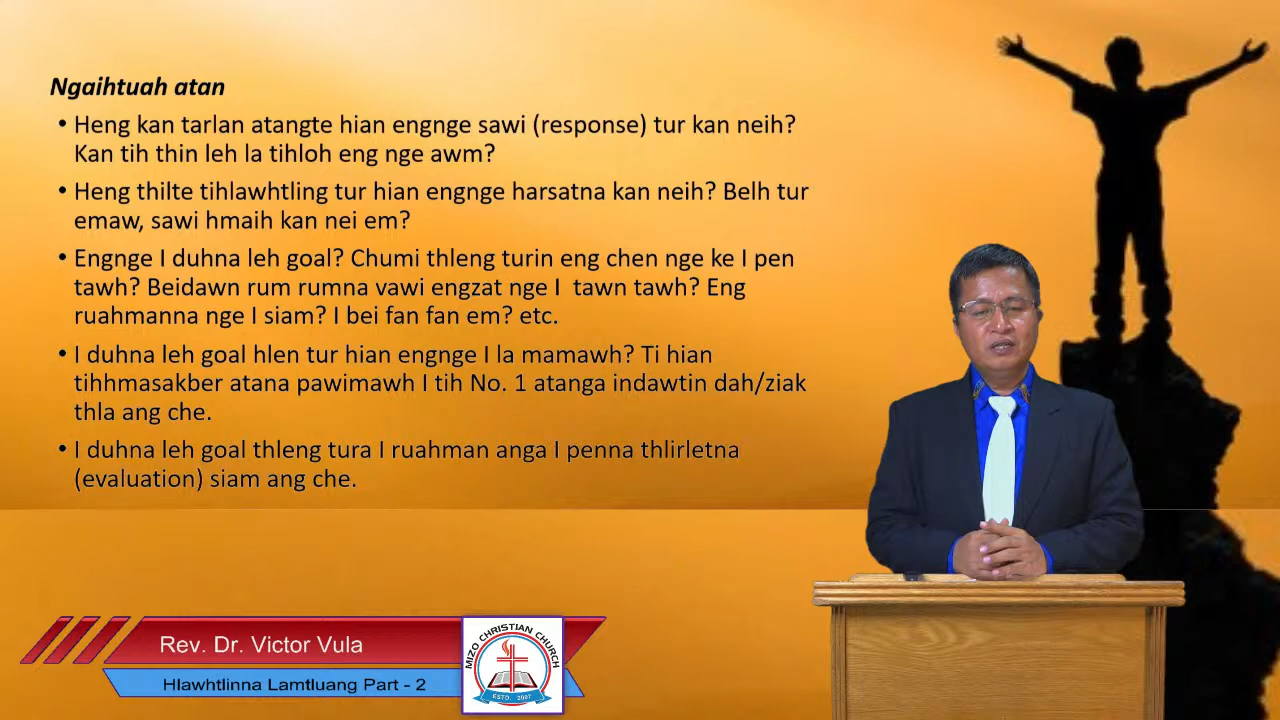 Ngaihtuah atan
• Heng kan tarlan atangte hian engnge sawi (response) tur kan neih?
Kan tih thin leh la tihloh eng nge awm?
• Heng thilte tihlawhtling tur hian engnge harsatna kan neih? Belh tur
emaw, sawi hmaih kan nei em?
• Engnge I duhna leh goal? Chumi thleng turin eng chen nge ke I pen
tawh? Beidawn rum rumna vawi engzat nge I tawn tawh? Eng
ruahmanna nge I siam? I bei fan fan em? etc.
• I duhna leh goal hlen tur hian engnge I la mamawh? Ti hian
tihhmasakber atana pawimawh I tih No. 1 atanga indawtin dah/ziak
thla ang che.
• I duhna leh goal thleng tura I ruahman anga I penna thlirletna
(evaluation) siam ang che.
Rev. Dr. Victor Vula
Hlawhtlinna Lamtluang Part - 2
MIZO CHRISTIAN CHURCH
ESTD. 2007